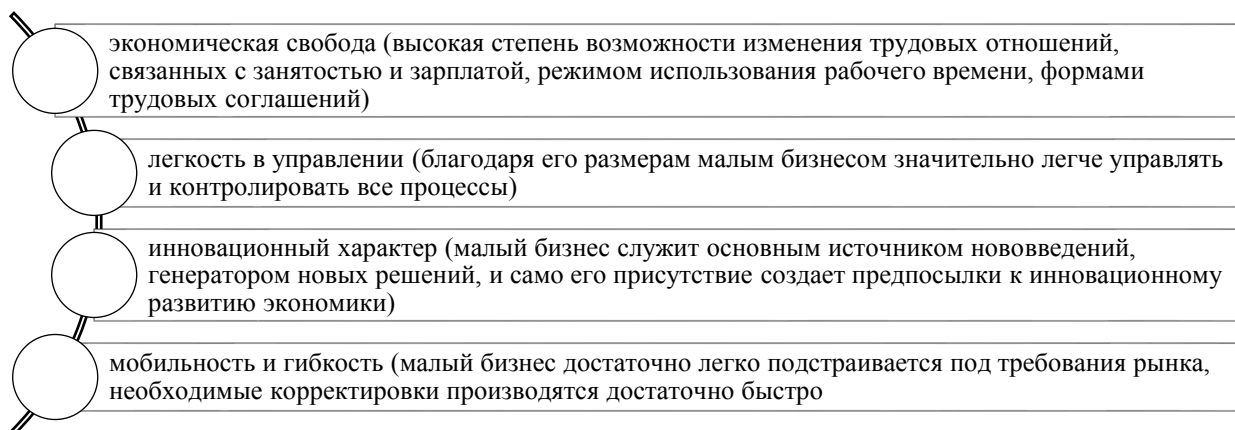 экономическая свобода (высокая степень возможности изменения трудовых отношений,
связанных с занятостью и зарплатой, режимом использования рабочего времени, формами
трудовых соглашений)
легкость в управлении (благодаря его размерам малым бизнесом значительно легче управлять
и контролировать все процессы)
инновационный характер (малый бизнес служит основным источником нововведений,
генератором новых решений, и само его присутствие создает предпосылки к инновационному
развитию экономики)
мобильность и гибкость (малый бизнес достаточно легко подстраивается под требования рынка,
необходимые корректировки производятся достаточно быстро